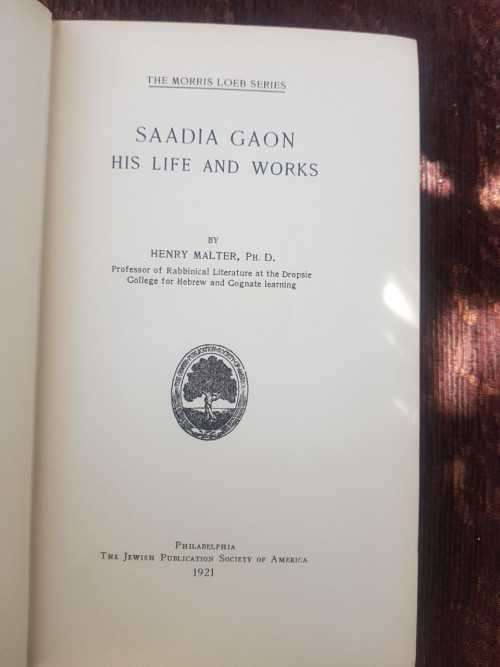 THE MORRIS LOEB SERIES
SAADIA GAON
HIS LIFE AND WORKS
BY
HENRY MALTER, PH. D.
Professor of Rabbinical Literature at the Dropsie
College for Hebrew and Cognate learning
PHILADELPHIA
THE JEWISH PUBLICATION SOCIETY OF AMERICA
1921